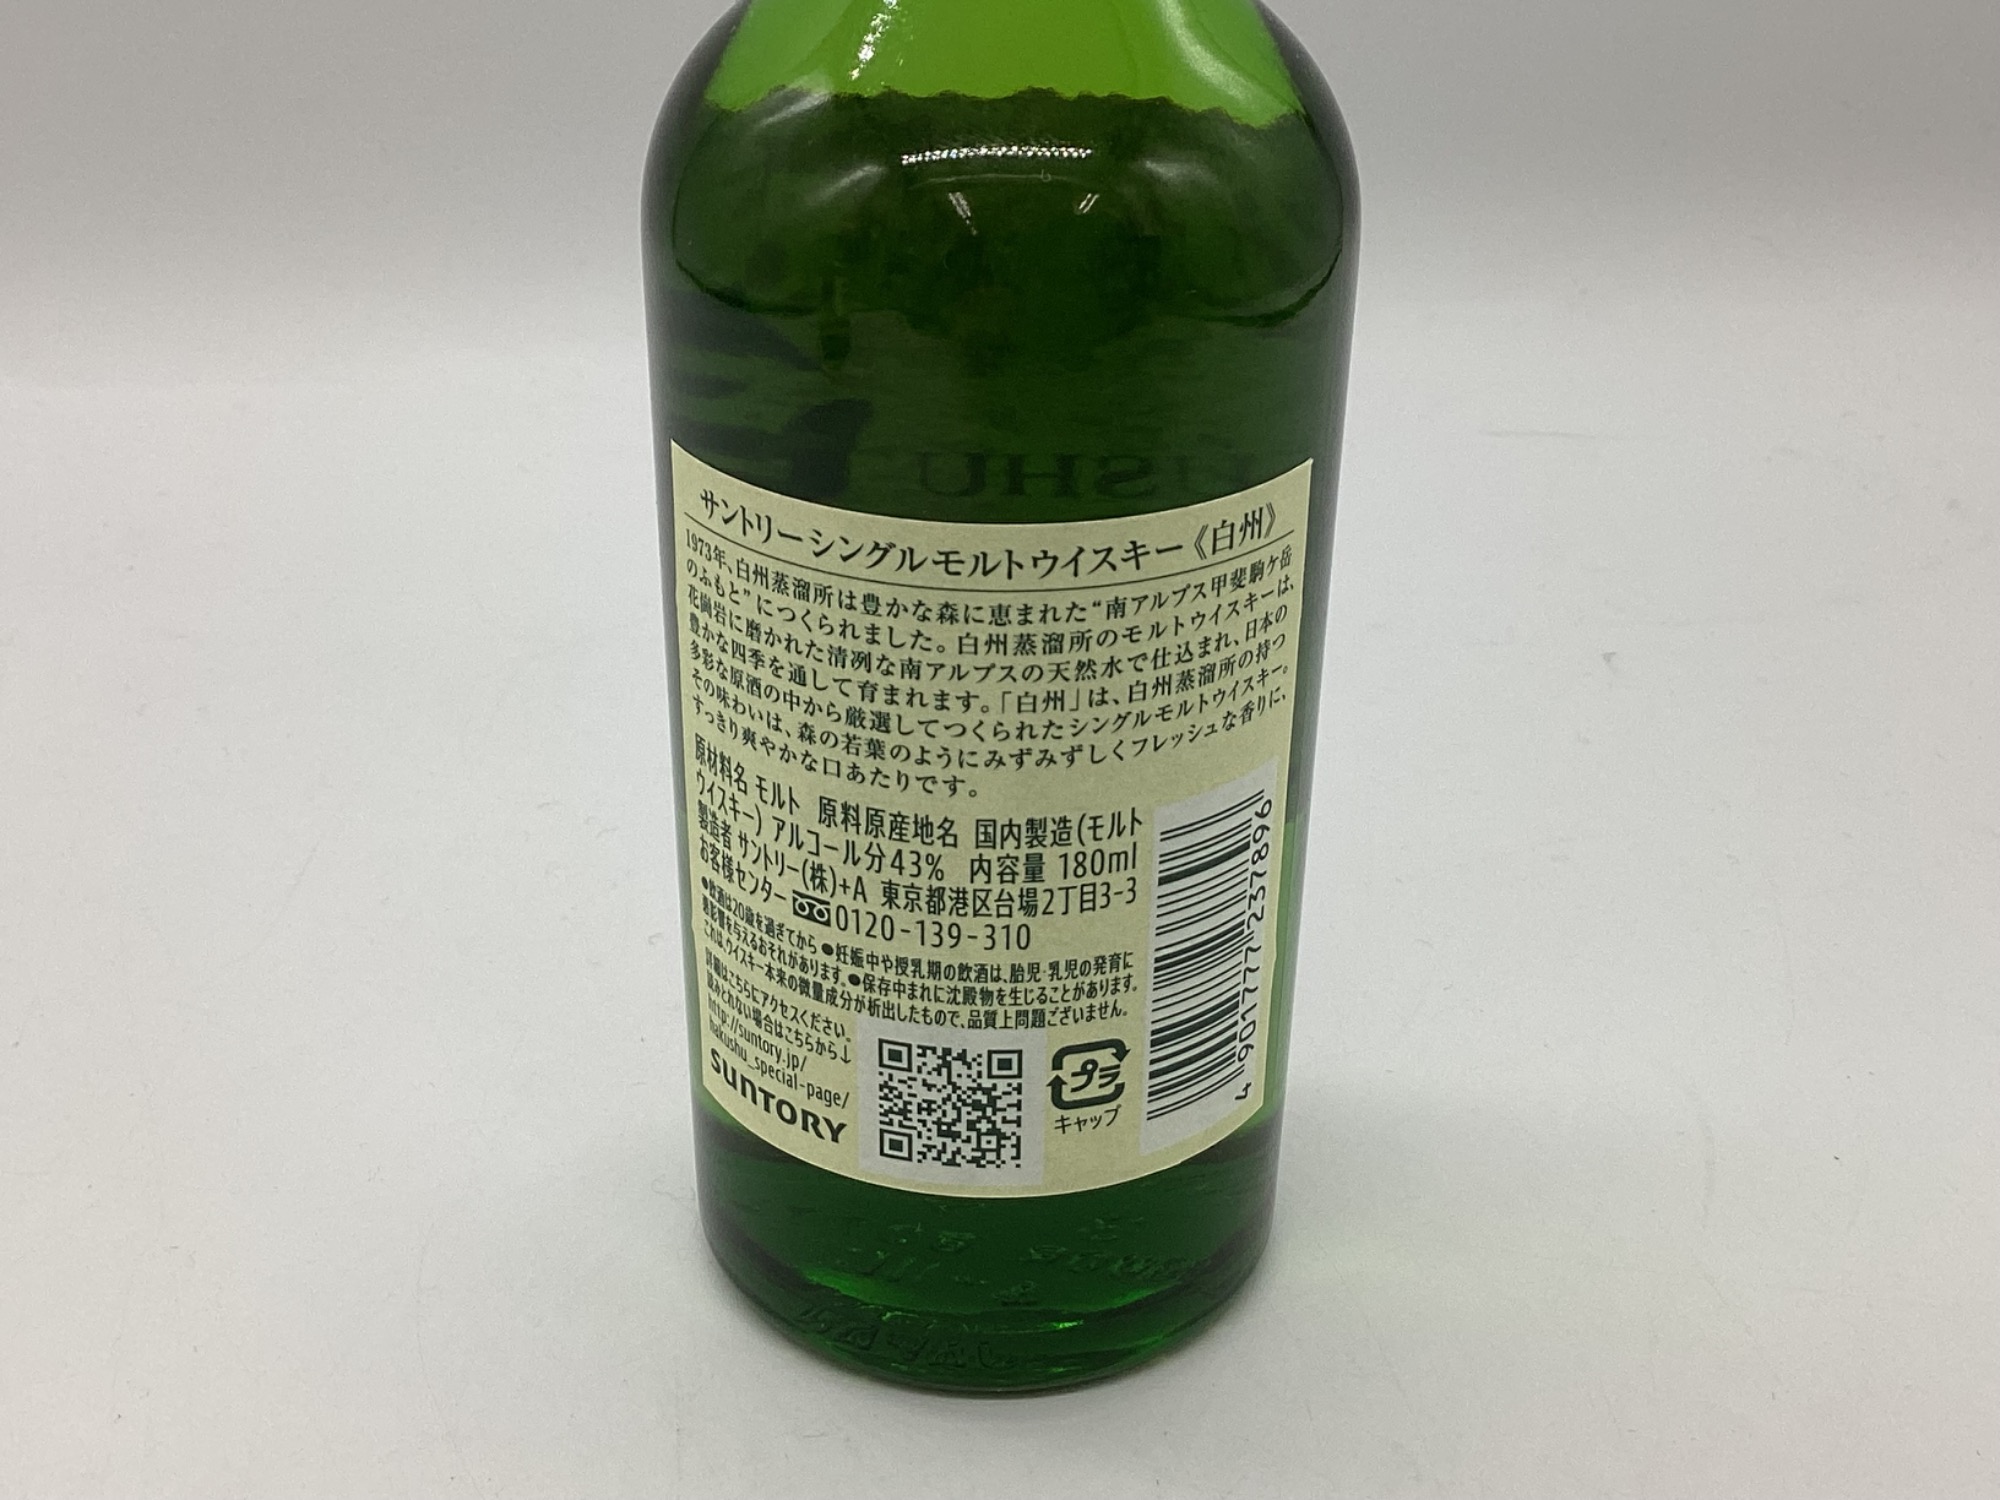 サントリーシングルモルトウイスキー《白州》
1973年、白州蒸溜所は豊かな森に恵まれた“南アルプス甲斐駒ケ岳
のふもと”につくられました。白州蒸溜所のモルトウイスキーは、
花崗岩に磨かれた清冽な南アルプスの天然水で仕込まれ、日本の
豊かな四季を通して育まれます。「白州」は、白州蒸溜所の持つ
多彩な原酒の中から厳選してつくられたシングルモルトウイスキー。
その味わいは、森の若葉のようにみずみずしくフレッシュな香りに、
すっきり爽やかな口あたりです。
原材料名 モルト 原料原産地名 国内製造(モルト
ウイスキー) アルコール分43% 内容量 180ml
製造者 サントリー(株)+A 東京都港区台場2丁目3-3
お客様センター 0120-139-310
●飲酒は20歳を過ぎてから ●妊娠中や授乳期の飲酒は、胎児・乳児の発育に
悪影響を与えるおそれがあります。●保存中まれに沈殿物を生じることがあります。
これは、ウイスキー本来の微量成分が析出したもので、品質上問題ございません。
詳細はこちらにアクセスください。
読みとれない場合はこちらから↓
http://suntory.jp/
hakushu_special-page/
SUNTORY
プラ
キャップ
4901777237896